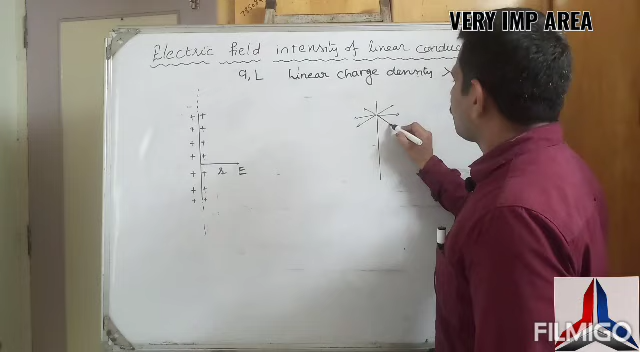 VERY IMP AREA
Electric field intensity of linear conduc
q, L Linear charge density λ
+ +
+ +
+ +
+ +
+ +
+ +
+ +
r E
FILMIGO